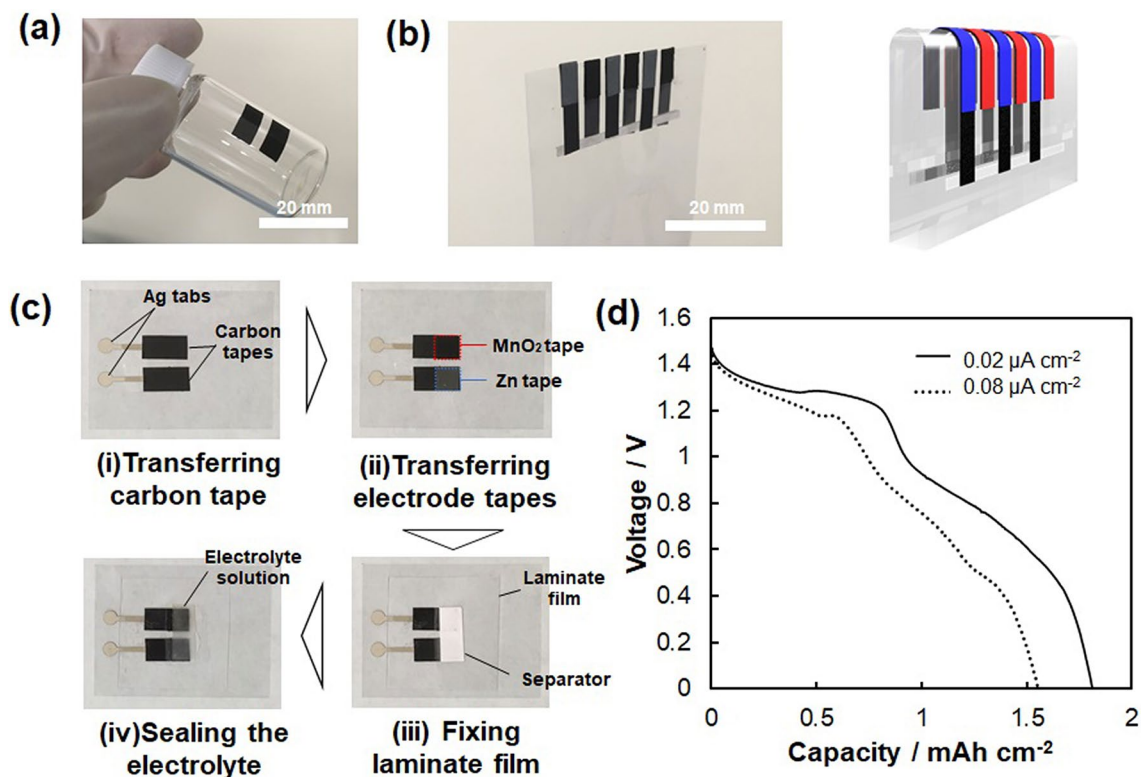 (a)
20 mm
(b)
20 mm
(c)
Ag tabs
Carbon
tapes
(i)Transferring
carbon tape
MnO₂ tape
Zn tape
(ii)Transferring
electrode tapes
Laminate
film
Separator
(iii) Fixing
laminate film
Electrolyte
solution
(iv)Sealing the
electrolyte
(d)
1.6
1.4
1.2
1
0.8
0.6
0.4
0.2
0
Voltage / V
0.02 µA cm⁻²
0.08 µA cm⁻²
0
0.5
1
1.5
2
Capacity / mAh cm⁻²